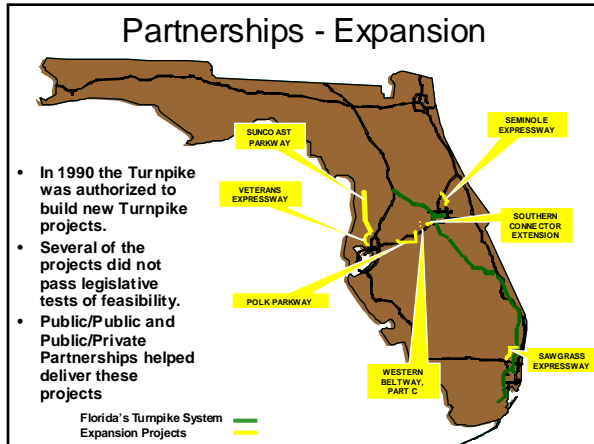 Partnerships - Expansion
• In 1990 the Turnpike
was authorized to
build new Turnpike
projects.
• Several of the
projects did not
pass legislative
tests of feasibility.
• Public/Public and
Public/Private
Partnerships helped
deliver these
projects
SUNCOAST
PARKWAY
VETERANS
EXPRESSWAY
POLK PARKWAY
SEMINOLE
EXPRESSWAY
SOUTHERN
CONNECTOR
EXTENSION
WESTERN
BELTWAY,
PART C
SAWGRASS
EXPRESSWAY
Florida's Turnpike System
Expansion Projects